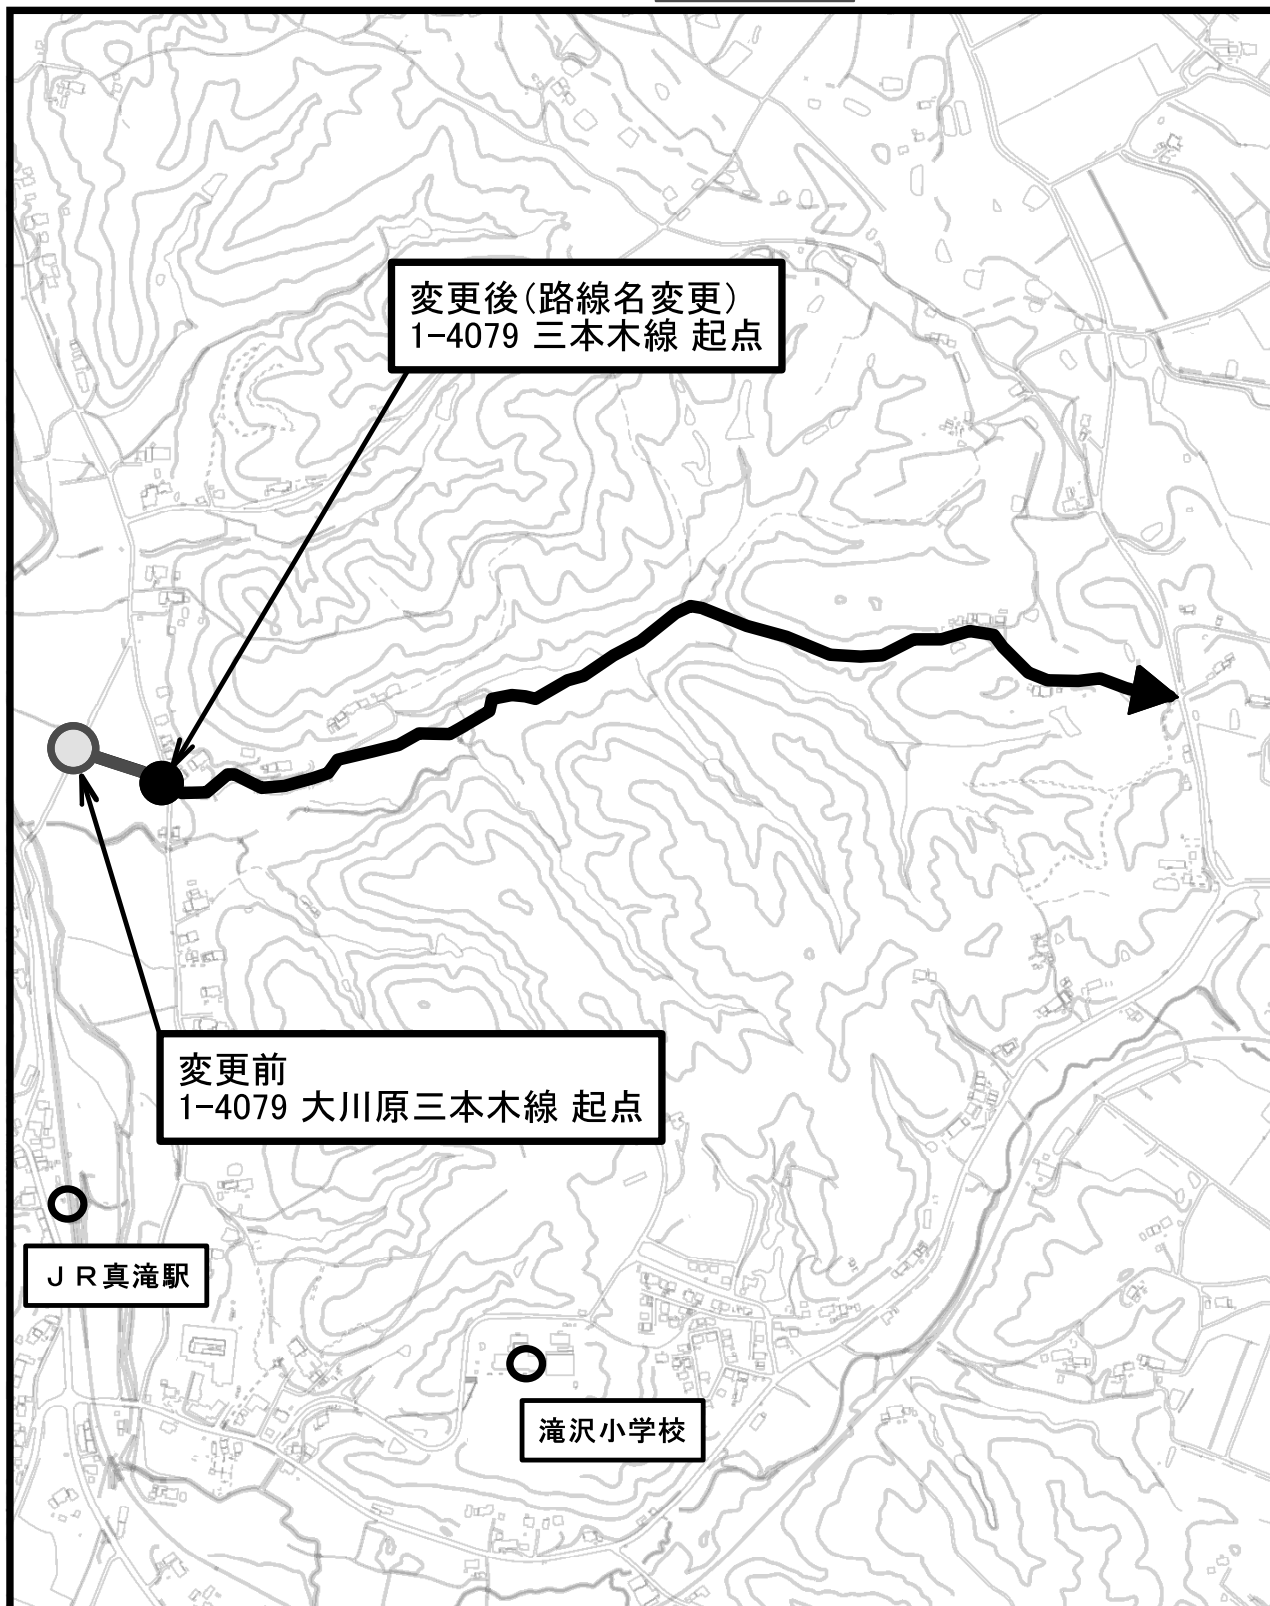 変更後(路線名変更)
1-4079 三本木線 起点
変更前
1-4079 大川原三本木線 起点
ＪＲ真滝駅
滝沢小学校